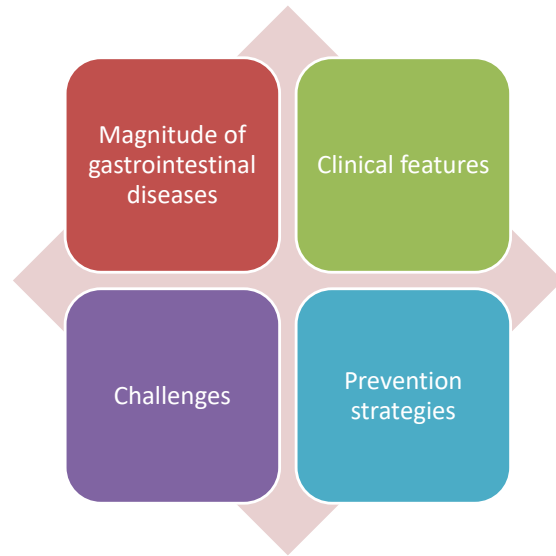 Magnitude of
gastrointestinal
diseases
Clinical features
Challenges
Prevention
strategies